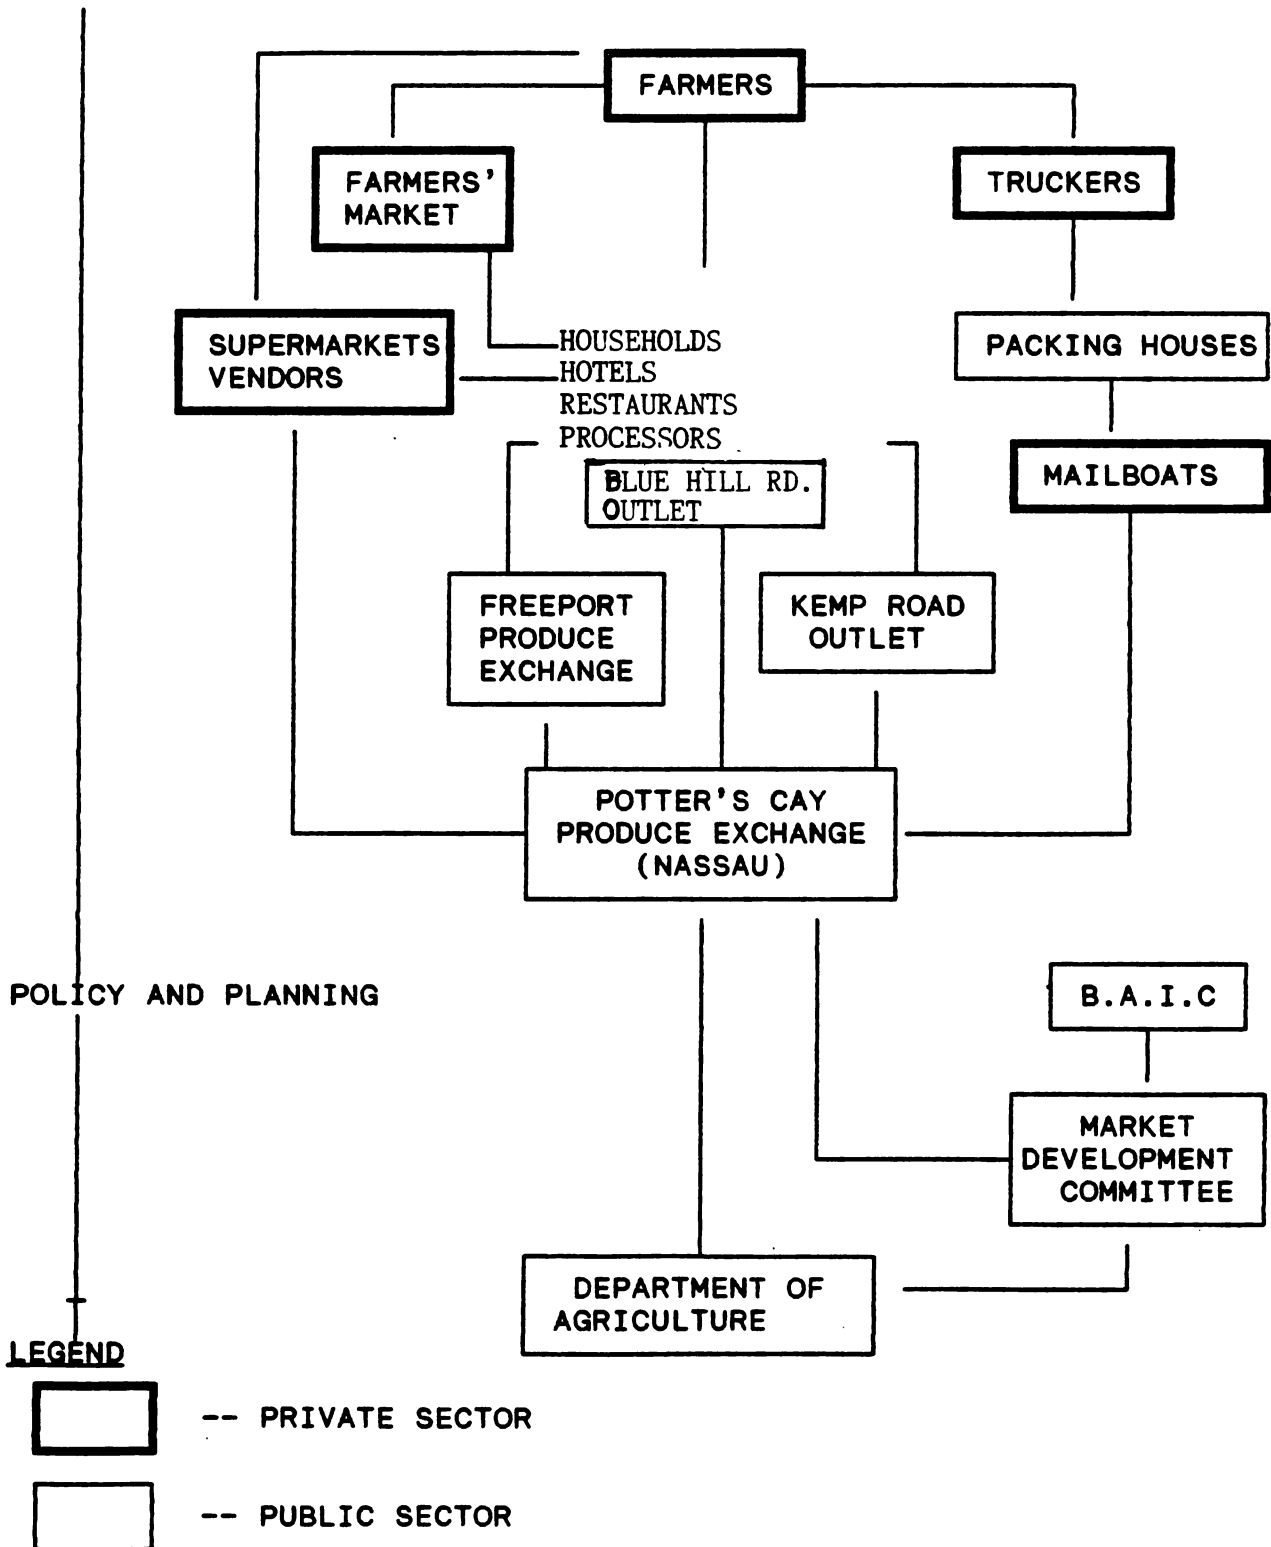 FARMERS
FARMERS'
MARKET
TRUCKERS
SUPERMARKETS
VENDORS
HOUSEHOLDS
HOTELS
RESTAURANTS
PROCESSORS
PACKING HOUSES
MAILBOATS
BLUE HILL RD.
OUTLET
FREEPORT
PRODUCE
EXCHANGE
KEMP ROAD
OUTLET
POTTER'S CAY
PRODUCE EXCHANGE
(NASSAU)
POLICY AND PLANNING
B.A.I.C
MARKET
DEVELOPMENT
COMMITTEE
DEPARTMENT OF
AGRICULTURE
LEGEND
-- PRIVATE SECTOR
-- PUBLIC SECTOR